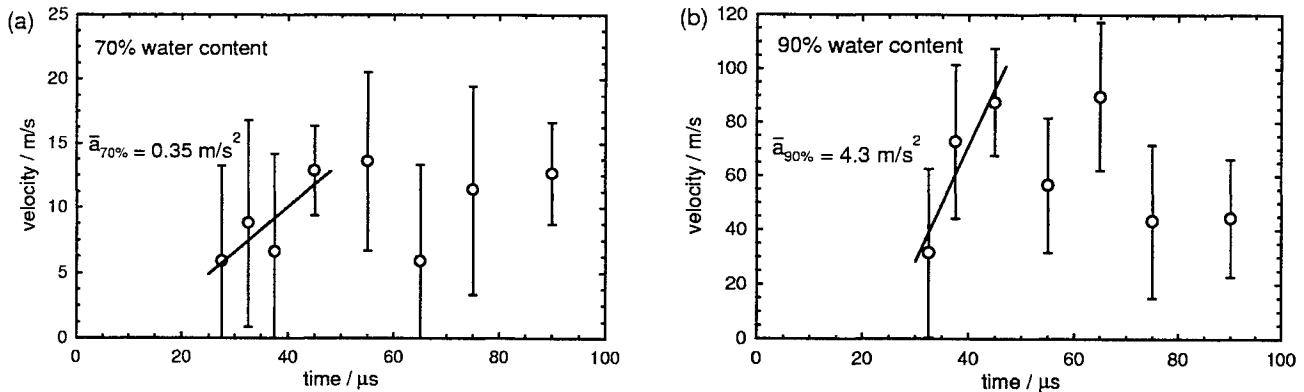 (a)
25
20
15
10
5
0
velocity / m/s
70% water content
a̅70% = 0.35 m/s²
0
20
40
60
80
100
time / μs
(b)
120
100
80
60
40
20
0
velocity / m/s
90% water content
a̅90% = 4.3 m/s²
0
20
40
60
80
100
time / μs